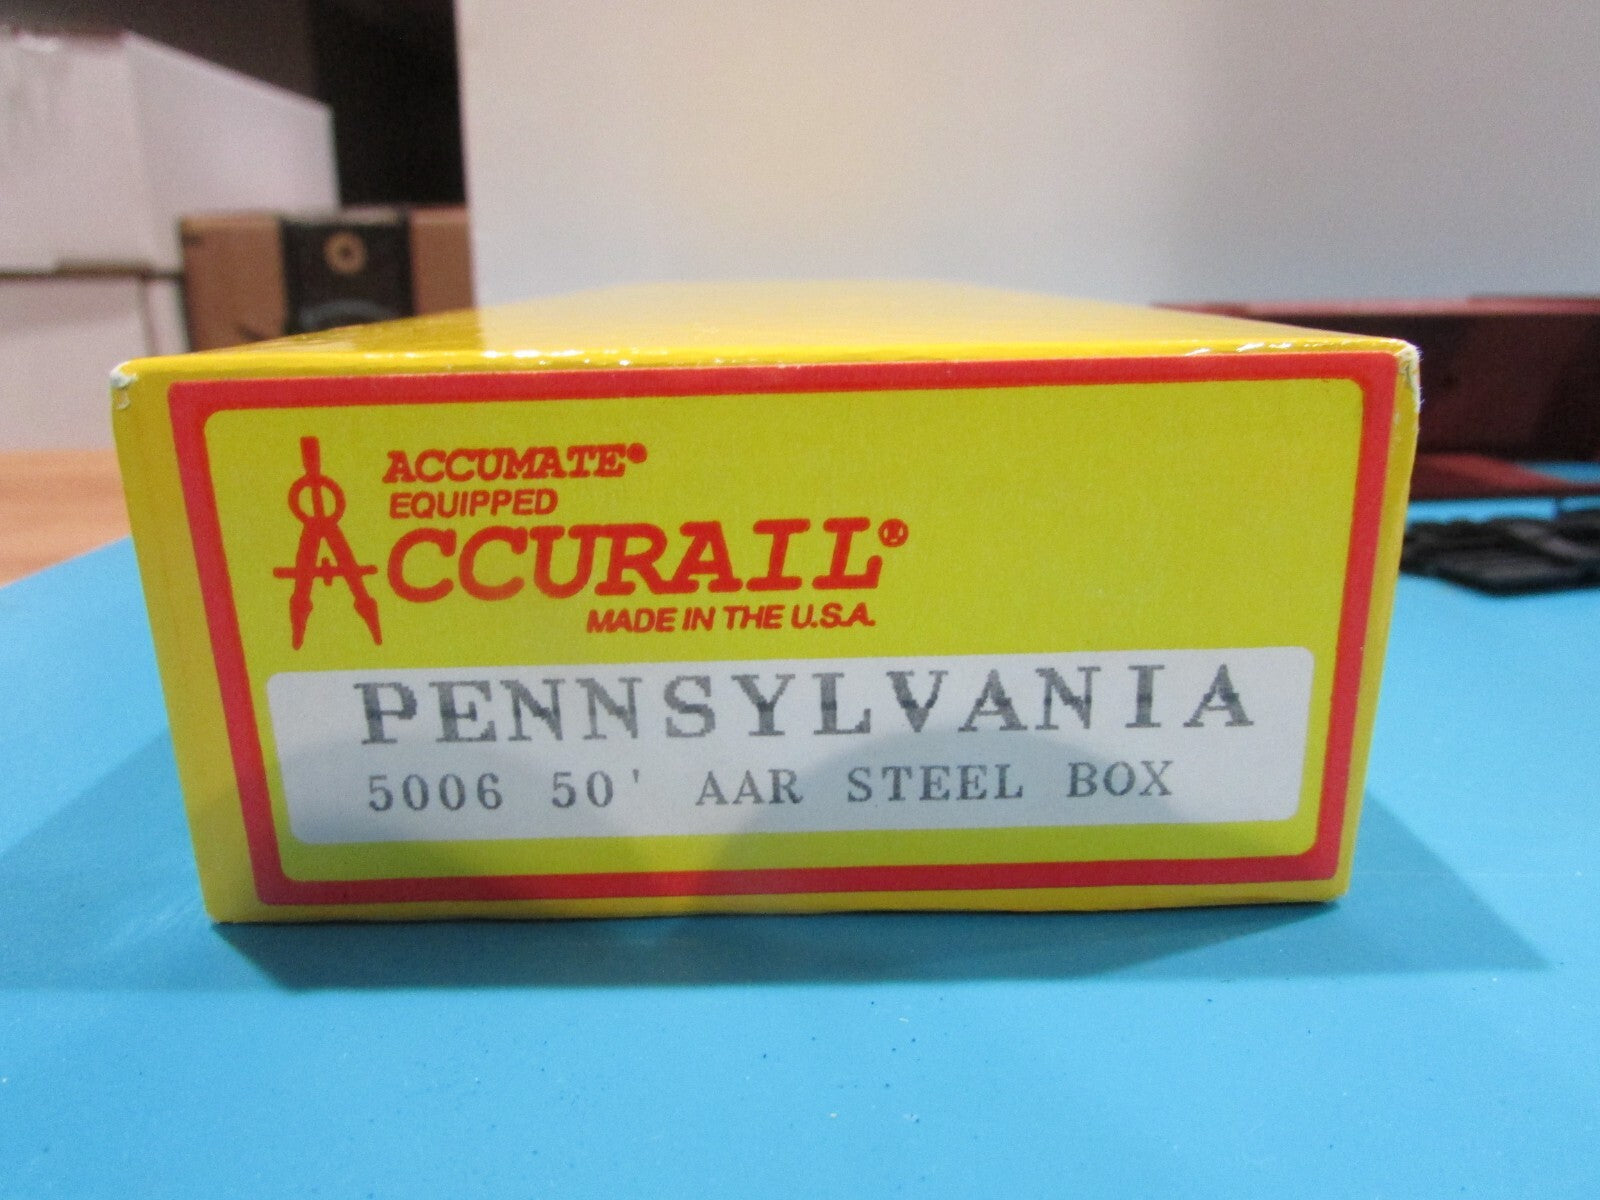 ACCUMATE®
EQUIPPED
ACCURAIL®
MADE IN THE U.S.A.
PENNSYLVANIA
5006 50' AAR STEEL BOX